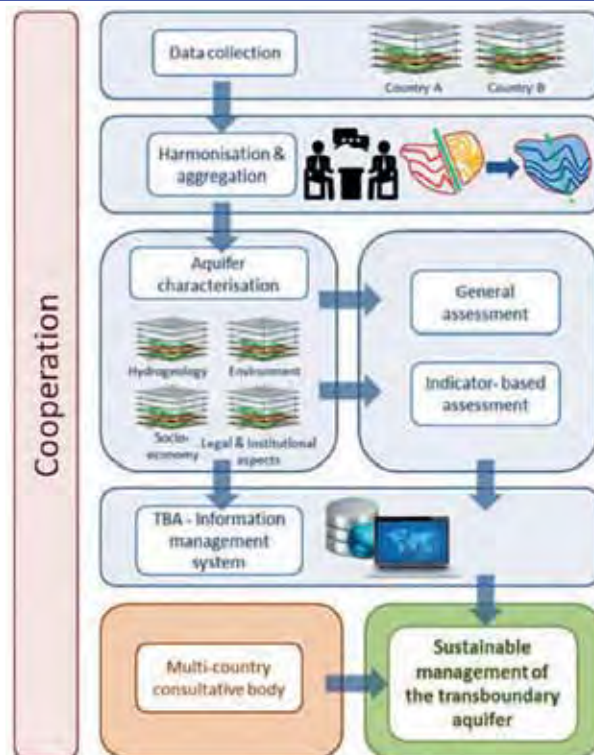 Cooperation
Data collection
Country A
Country B
Harmonisation &
aggregation
Aquifer
characterisation
Hydrogeology
Environment
Socio-
economy
Legal & Institutional
aspects
General
assessment
Indicator- based
assessment
TBA - Information
management
system
Multi-country
consultative body
Sustainable
management of
the transboundary
aquifer